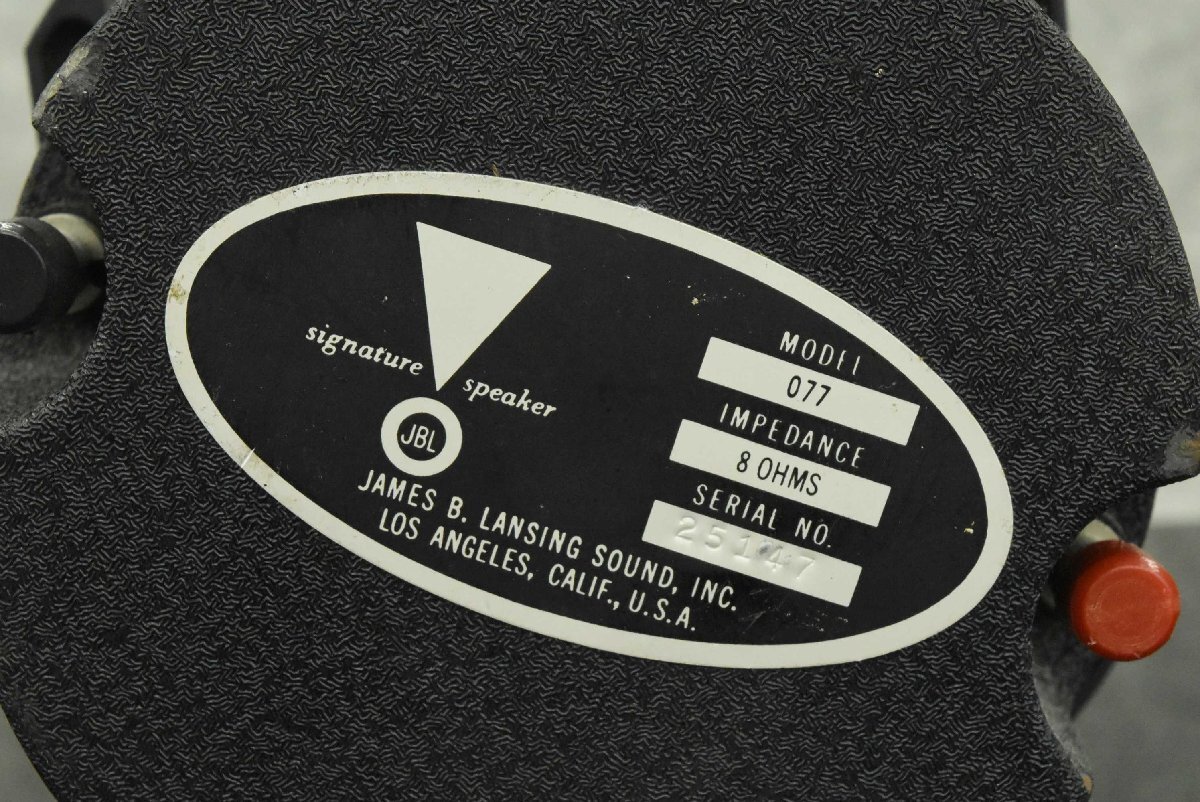 signature speaker
JBL
JAMES B. LANSING SOUND, INC.
LOS ANGELES, CALIF., U.S.A.
MODEL
077
IMPEDANCE
8 OHMS
SERIAL NO.
25147